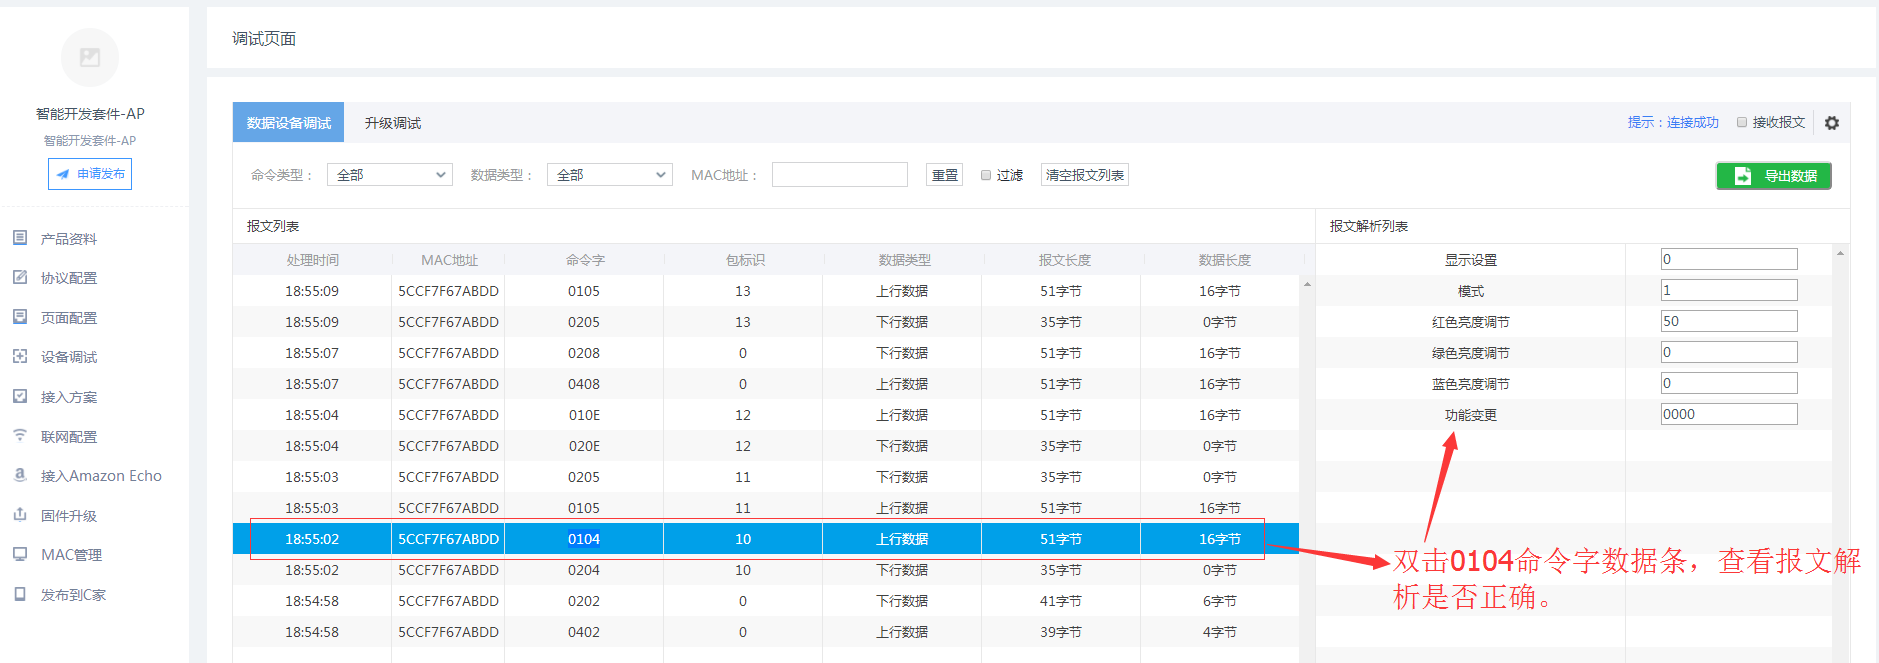 调试页面
智能开发套件-AP
智能开发套件-AP
申请发布
产品资料
协议配置
页面配置
设备调试
接入方案
联网配置
接入Amazon Echo
固件升级
MAC管理
发布到C家
数据设备调试 升级调试 提示：连接成功 接收报文
命令类型： 全部 数据类型： 全部 MAC地址： 重置 过滤 清空报文列表 导出数据
报文列表
处理时间 MAC地址 命令字 包标识 数据类型 报文长度 数据长度
18:55:09 5CCF7F67ABDD 0105 13 上行数据 51字节 16字节
18:55:09 5CCF7F67ABDD 0205 13 下行数据 35字节 0字节
18:55:07 5CCF7F67ABDD 0208 0 下行数据 51字节 16字节
18:55:07 5CCF7F67ABDD 0408 0 上行数据 51字节 16字节
18:55:04 5CCF7F67ABDD 010E 12 上行数据 51字节 16字节
18:55:04 5CCF7F67ABDD 020E 12 下行数据 35字节 0字节
18:55:03 5CCF7F67ABDD 0205 11 下行数据 35字节 0字节
18:55:03 5CCF7F67ABDD 0105 11 上行数据 51字节 16字节
18:55:02 5CCF7F67ABDD 0104 10 上行数据 51字节 16字节
18:55:02 5CCF7F67ABDD 0204 10 下行数据 35字节 0字节
18:54:58 5CCF7F67ABDD 0202 0 下行数据 41字节 6字节
18:54:58 5CCF7F67ABDD 0402 0 上行数据 39字节 4字节
报文解析列表
显示设置 0
模式 1
红色亮度调节 50
绿色亮度调节 0
蓝色亮度调节 0
功能变更 0000
双击0104命令字数据条，查看报文解
析是否正确。